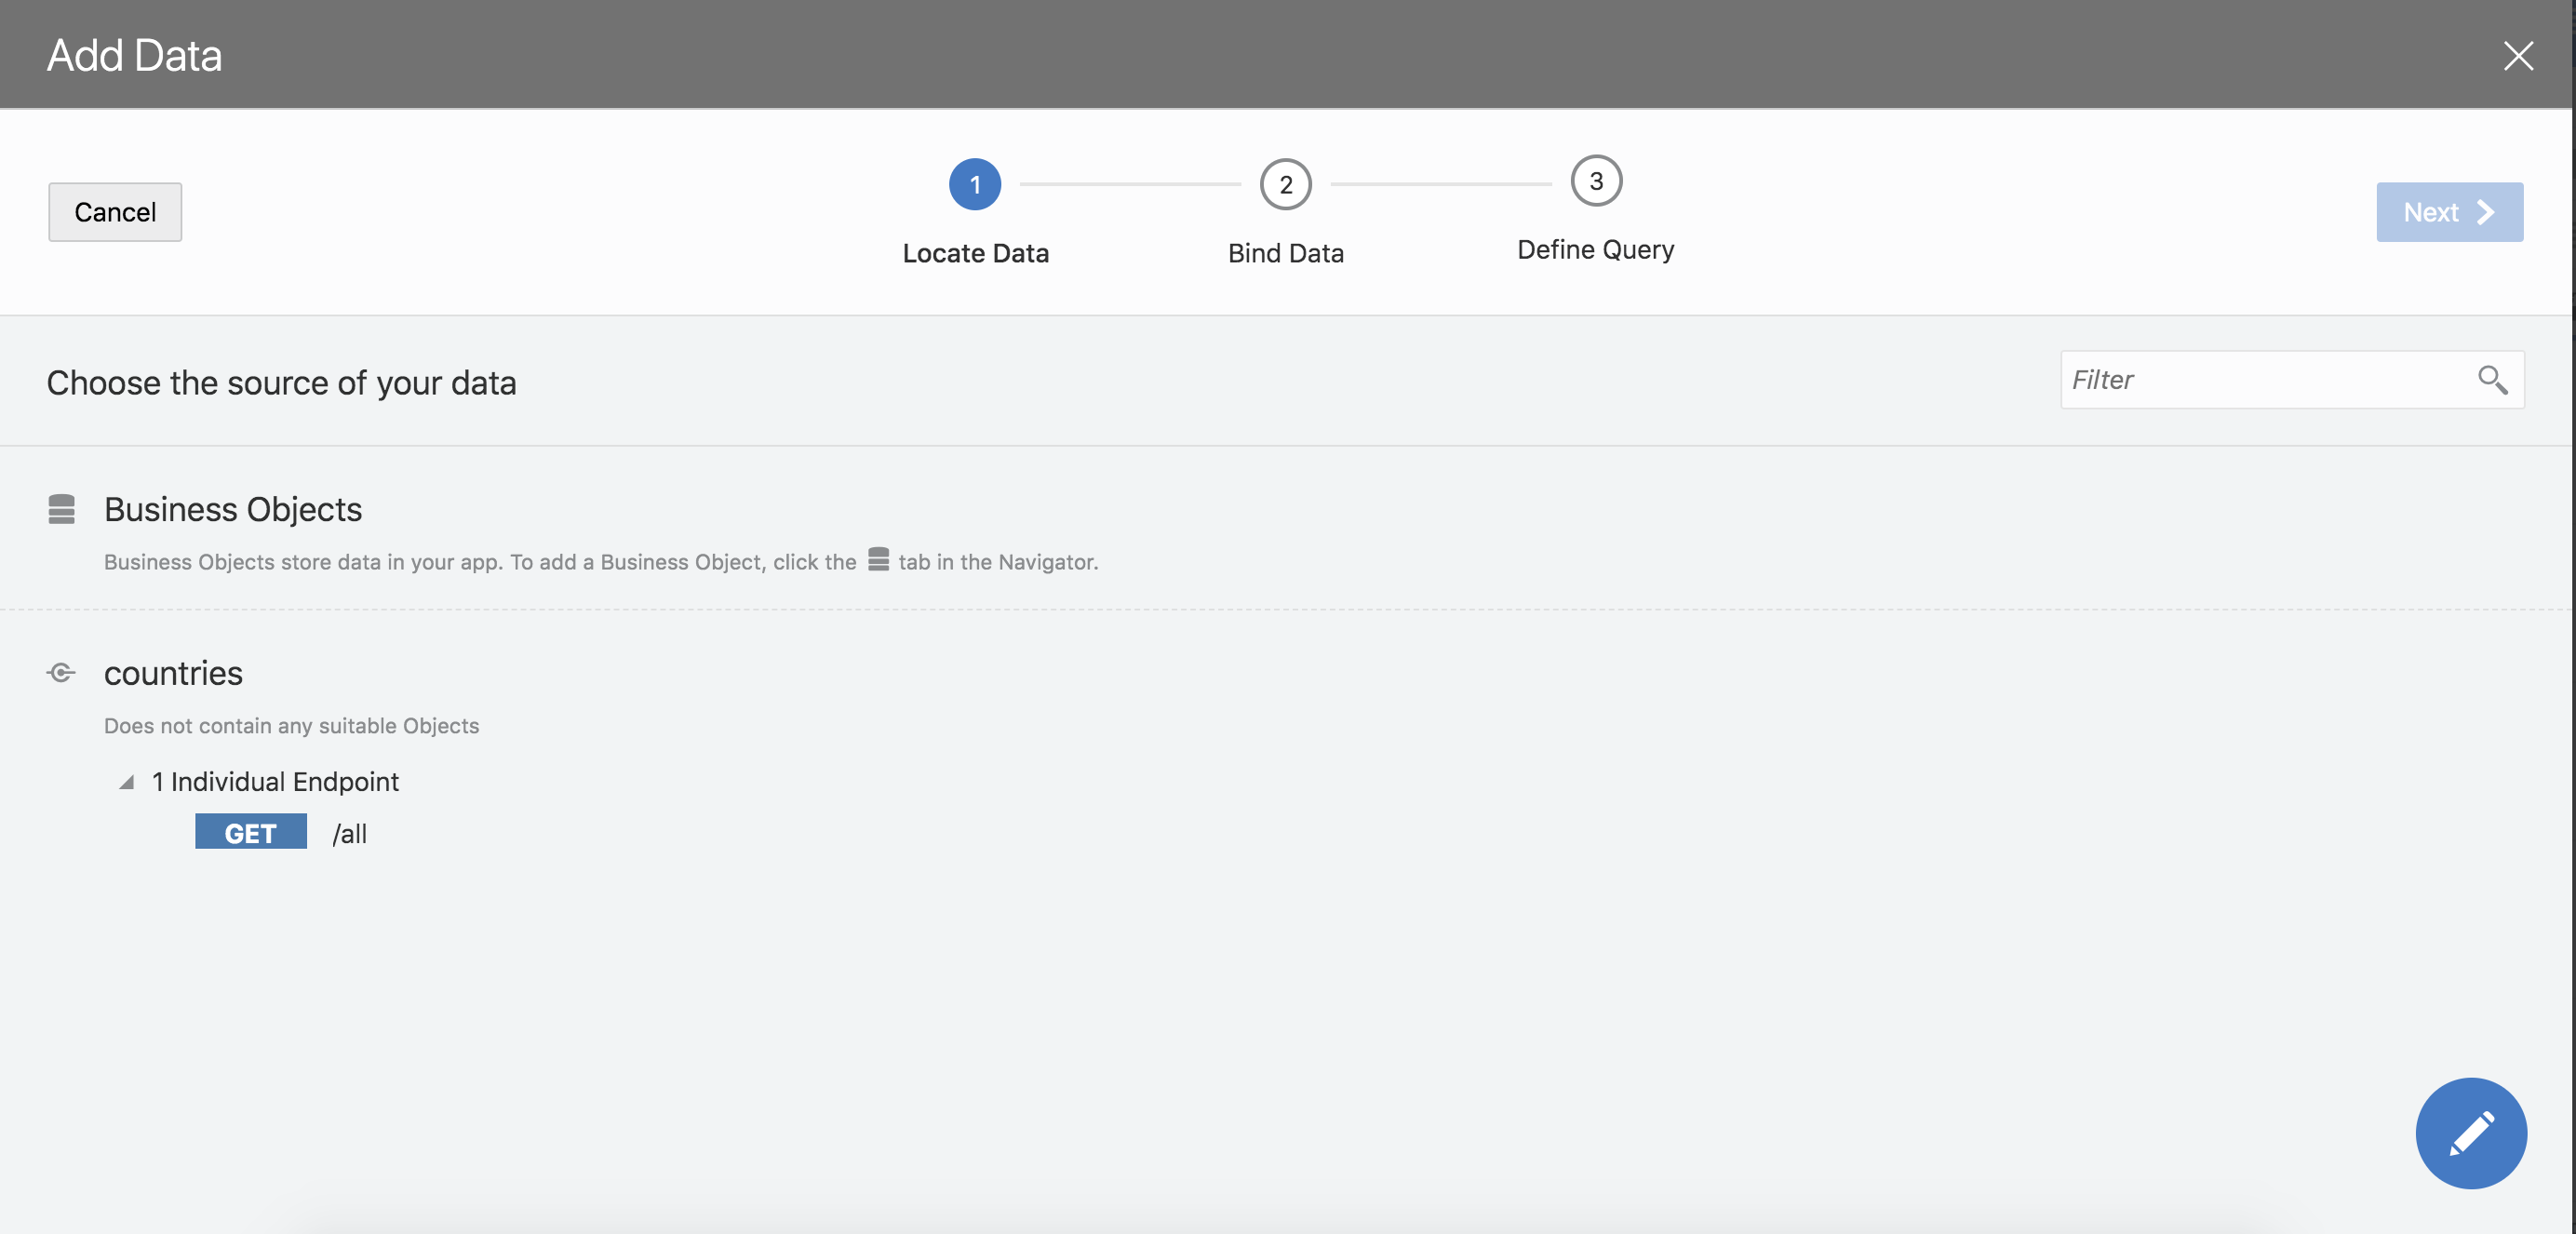 Add Data
Cancel
1
2
3
Locate Data
Bind Data
Define Query
Next
Choose the source of your data
Filter
Business Objects
Business Objects store data in your app. To add a Business Object, click the tab in the Navigator.
countries
Does not contain any suitable Objects
1 Individual Endpoint
GET /all